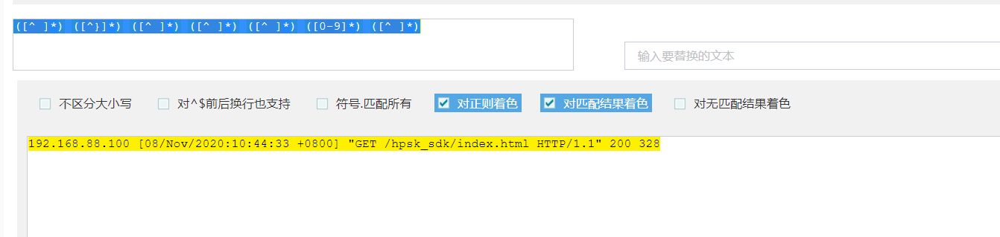 ([^ ]*) ([^}]*) ([^ ]*) ([^ ]*) ([^ ]*) ([0-9]*) ([^ ]*)
输入要替换的文本
不区分大小写 对^$前后换行也支持 符号.匹配所有 对正则着色 对匹配结果着色 对无匹配结果着色
192.168.88.100 [08/Nov/2020:10:44:33 +0800] "GET /hpsk_sdk/index.html HTTP/1.1" 200 328